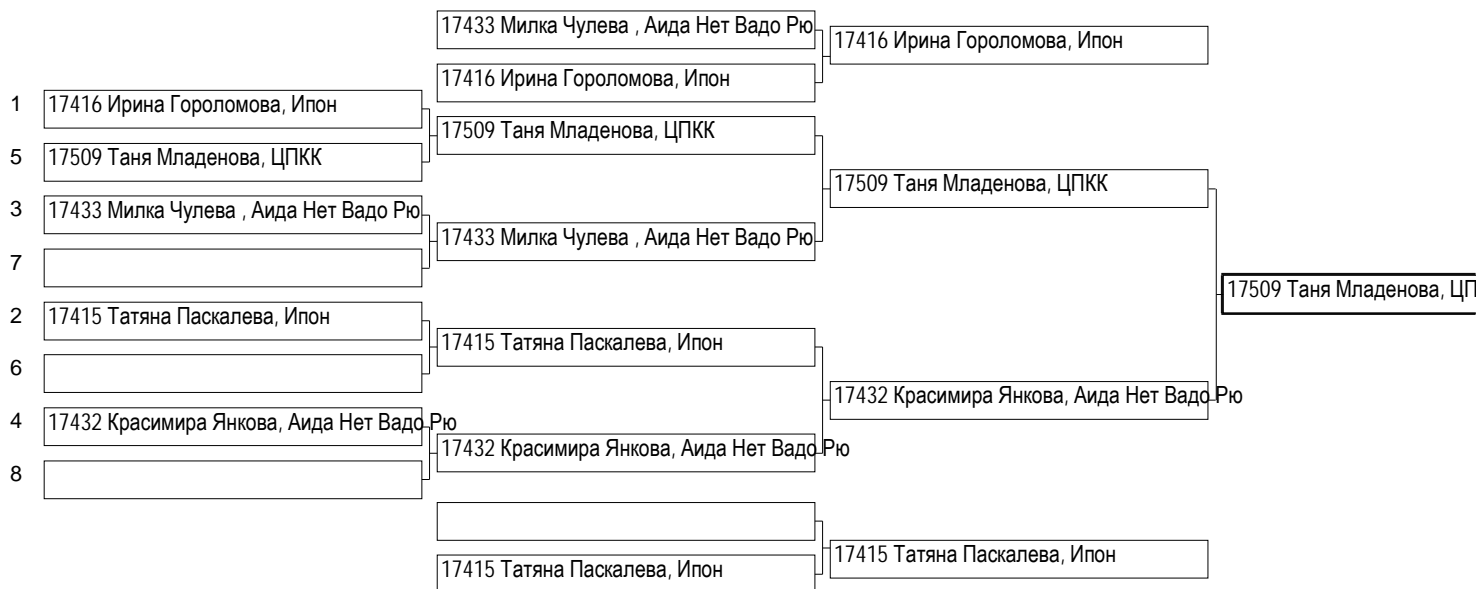 17433 Милка Чулева , Аида Нет Вадо Рю
17416 Ирина Гороломова, Ипон
17416 Ирина Гороломова, Ипон
1 17416 Ирина Гороломова, Ипон
17509 Таня Младенова, ЦПКК
5 17509 Таня Младенова, ЦПКК
17509 Таня Младенова, ЦПКК
3 17433 Милка Чулева , Аида Нет Вадо Рю
17433 Милка Чулева , Аида Нет Вадо Рю
7
17509 Таня Младенова, ЦП
2 17415 Татяна Паскалева, Ипон
17415 Татяна Паскалева, Ипон
6
17432 Красимира Янкова, Аида Нет Вадо Рю
4 17432 Красимира Янкова, Аида Нет Вадо Рю
17432 Красимира Янкова, Аида Нет Вадо Рю
8
17415 Татяна Паскалева, Ипон
17415 Татяна Паскалева, Ипон